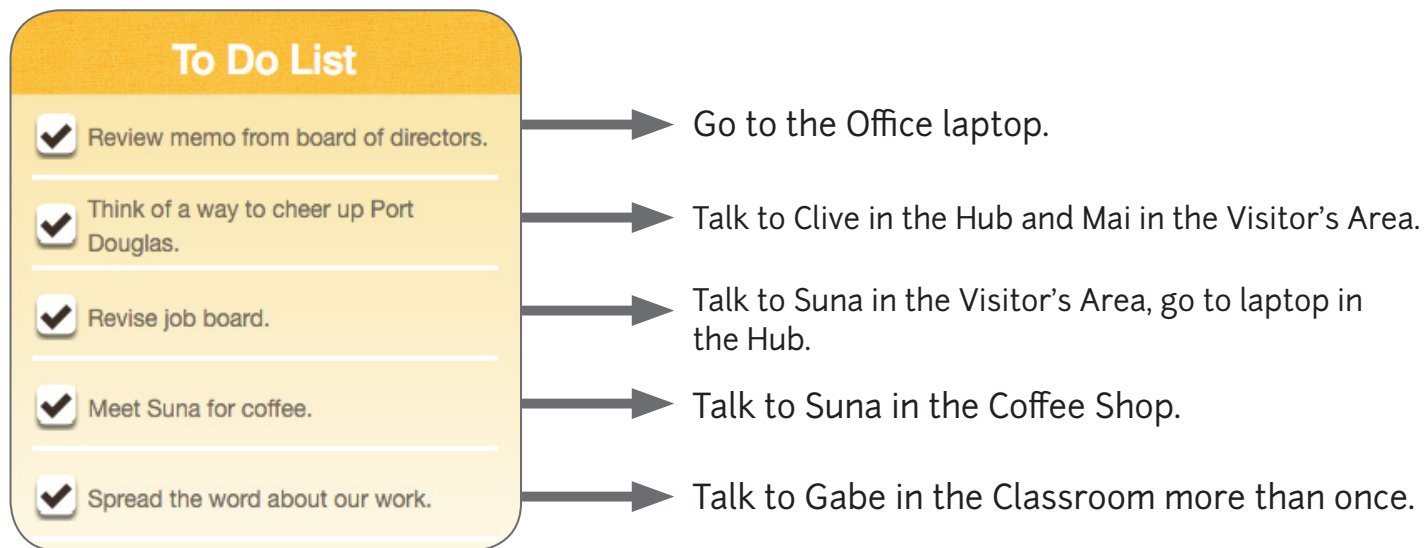 To Do List
Review memo from board of directors.
Go to the Office laptop.
Think of a way to cheer up Port
Douglas.
Talk to Clive in the Hub and Mai in the Visitor’s Area.
Revise job board.
Talk to Suna in the Visitor’s Area, go to laptop in
the Hub.
Meet Suna for coffee.
Talk to Suna in the Coffee Shop.
Spread the word about our work.
Talk to Gabe in the Classroom more than once.